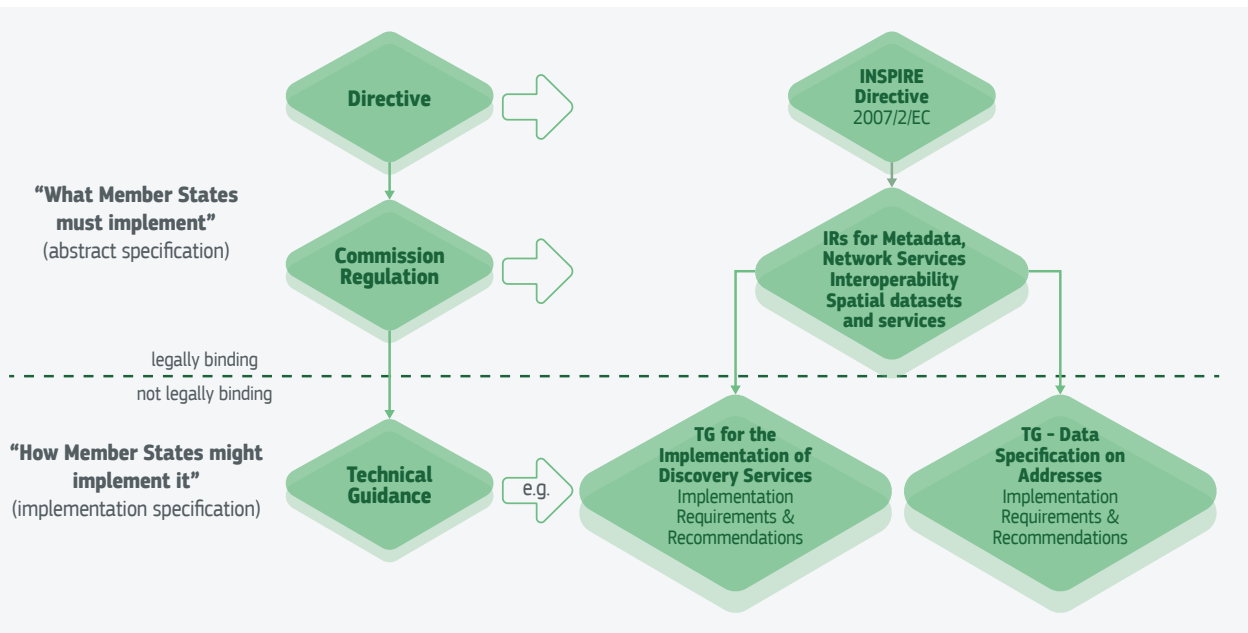 Directive
INSPIRE
Directive
2007/2/EC
“What Member States
must implement”
(abstract specification)
Commission
Regulation
IRs for Metadata,
Network Services
Interoperability
Spatial datasets
and services
legally binding
not legally binding
“How Member States might
implement it”
(implementation specification)
Technical
Guidance
e.g.
TG for the
Implementation of
Discovery Services
Implementation
Requirements &
Recommendations
TG - Data
Specification on
Addresses
Implementation
Requirements &
Recommendations